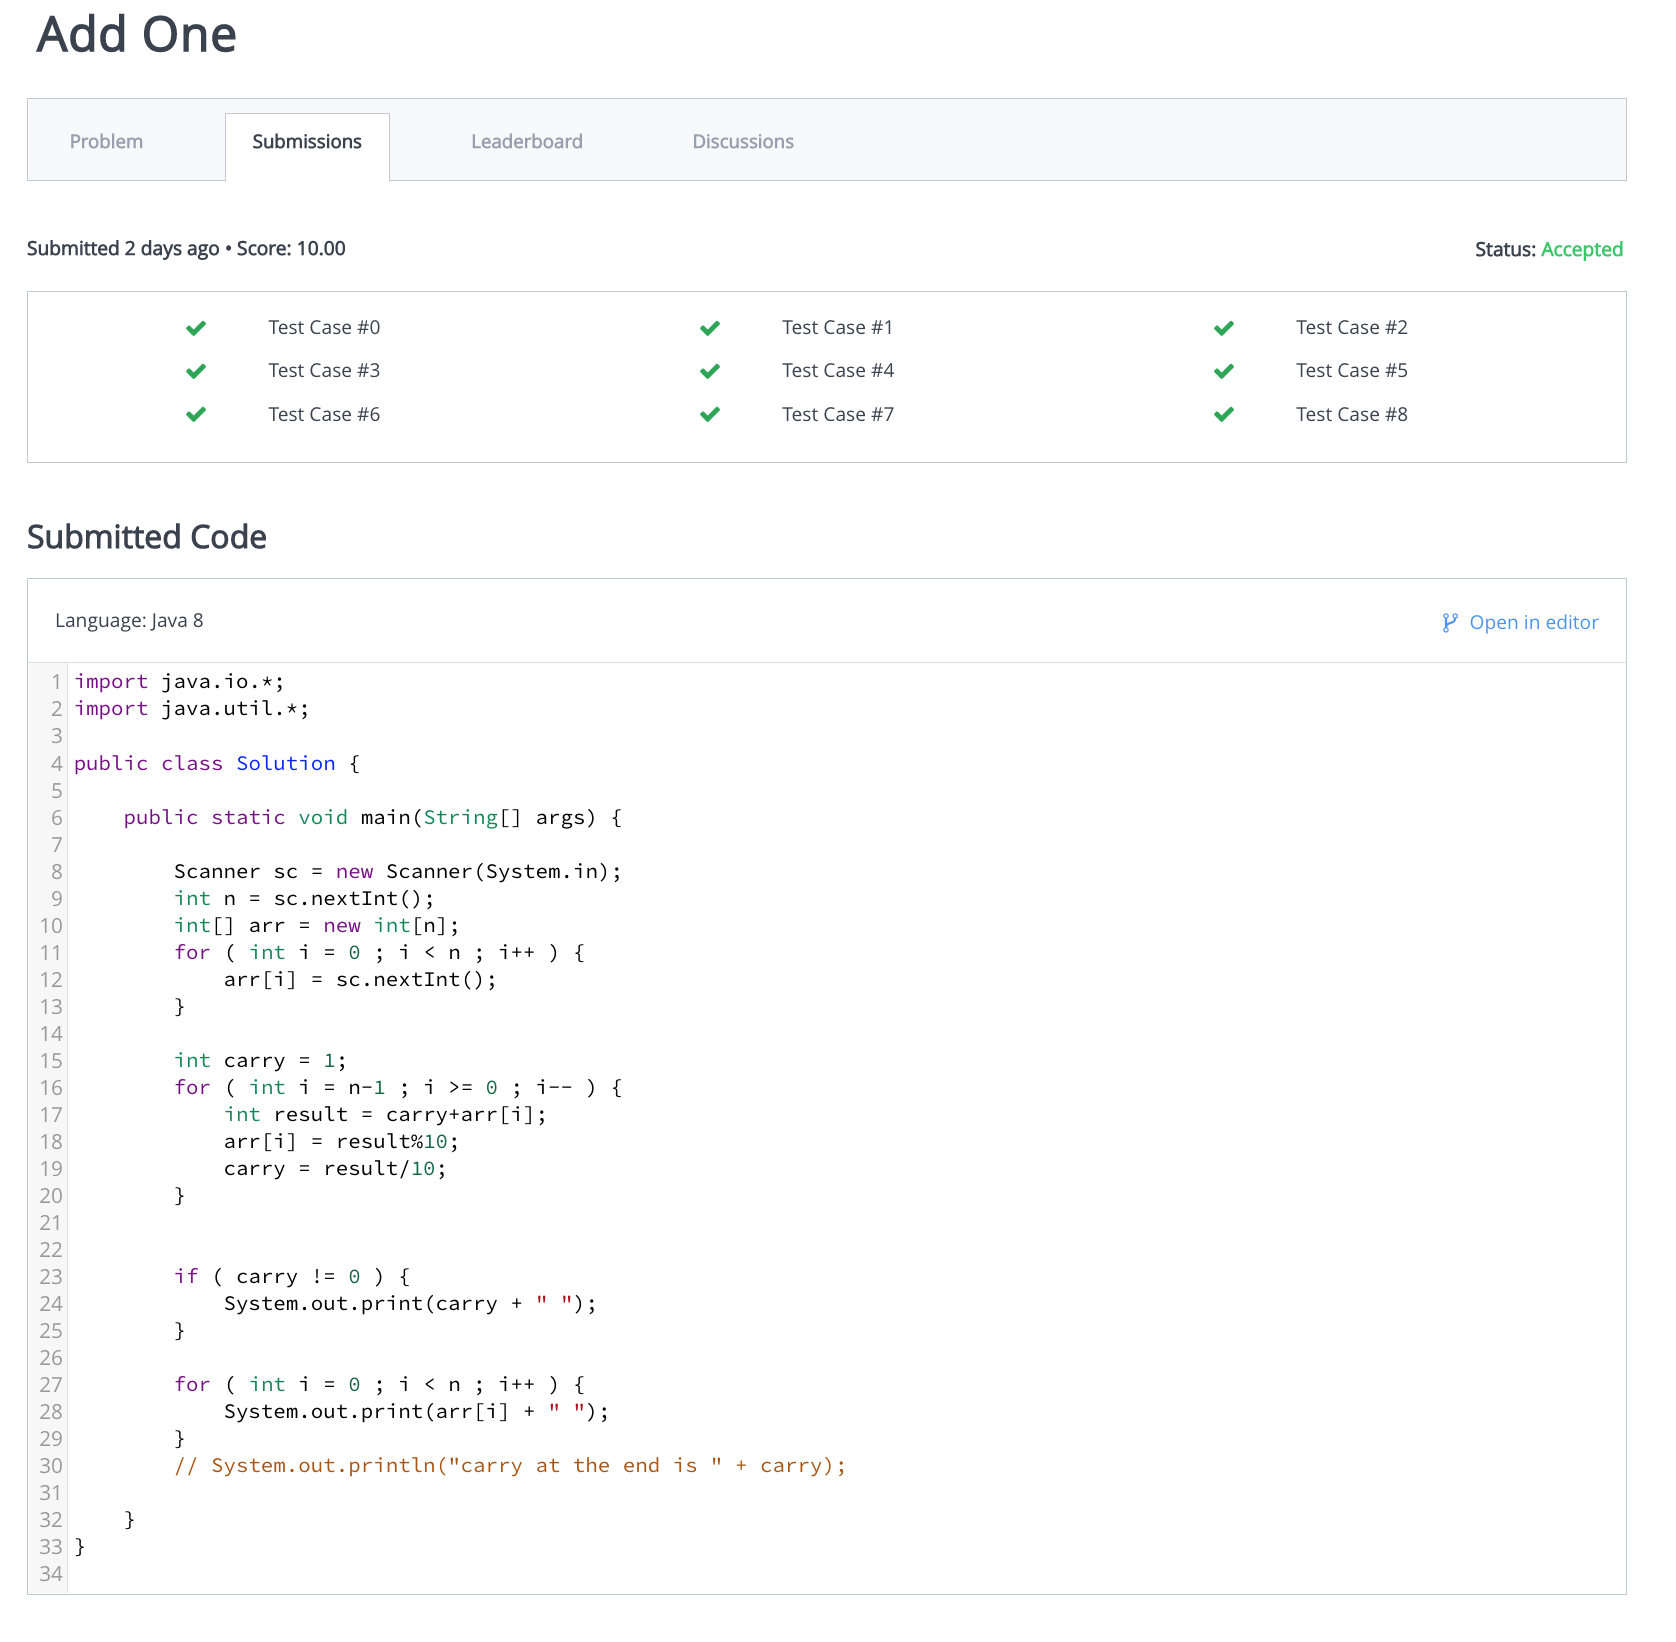 Add One
Problem Submissions Leaderboard Discussions
Submitted 2 days ago • Score: 10.00 Status: Accepted
Test Case #0 Test Case #1 Test Case #2
Test Case #3 Test Case #4 Test Case #5
Test Case #6 Test Case #7 Test Case #8
Submitted Code
Language: Java 8 Open in editor
1 import java.io.*;
2 import java.util.*;
3
4 public class Solution {
5
6     public static void main(String[] args) {
7
8         Scanner sc = new Scanner(System.in);
9         int n = sc.nextInt();
10         int[] arr = new int[n];
11         for ( int i = 0 ; i < n ; i++ ) {
12             arr[i] = sc.nextInt();
13         }
14
15         int carry = 1;
16         for ( int i = n-1 ; i >= 0 ; i-- ) {
17             int result = carry+arr[i];
18             arr[i] = result%10;
19             carry = result/10;
20         }
21
22
23         if ( carry != 0 ) {
24             System.out.print(carry + " ");
25         }
26
27         for ( int i = 0 ; i < n ; i++ ) {
28             System.out.print(arr[i] + " ");
29         }
30         // System.out.println("carry at the end is " + carry);
31
32     }
33 }
34